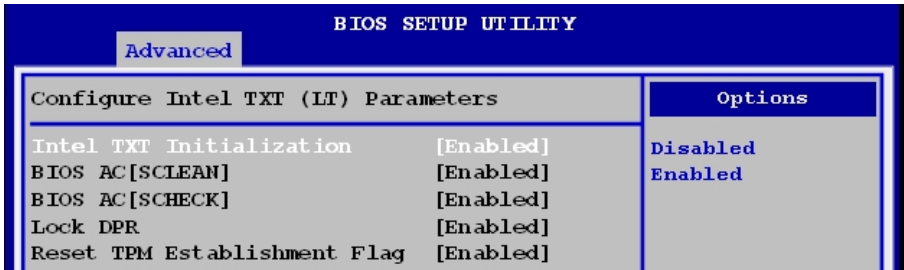 BIOS SETUP UTILITY
Advanced
Configure Intel TXT (LT) Parameters
Options
Intel TXT Initialization [Enabled]
Disabled
BIOS AC[SCLEAN] [Enabled]
Enabled
BIOS AC[SCHECK] [Enabled]
Lock DPR [Enabled]
Reset TPM Establishment Flag [Enabled]